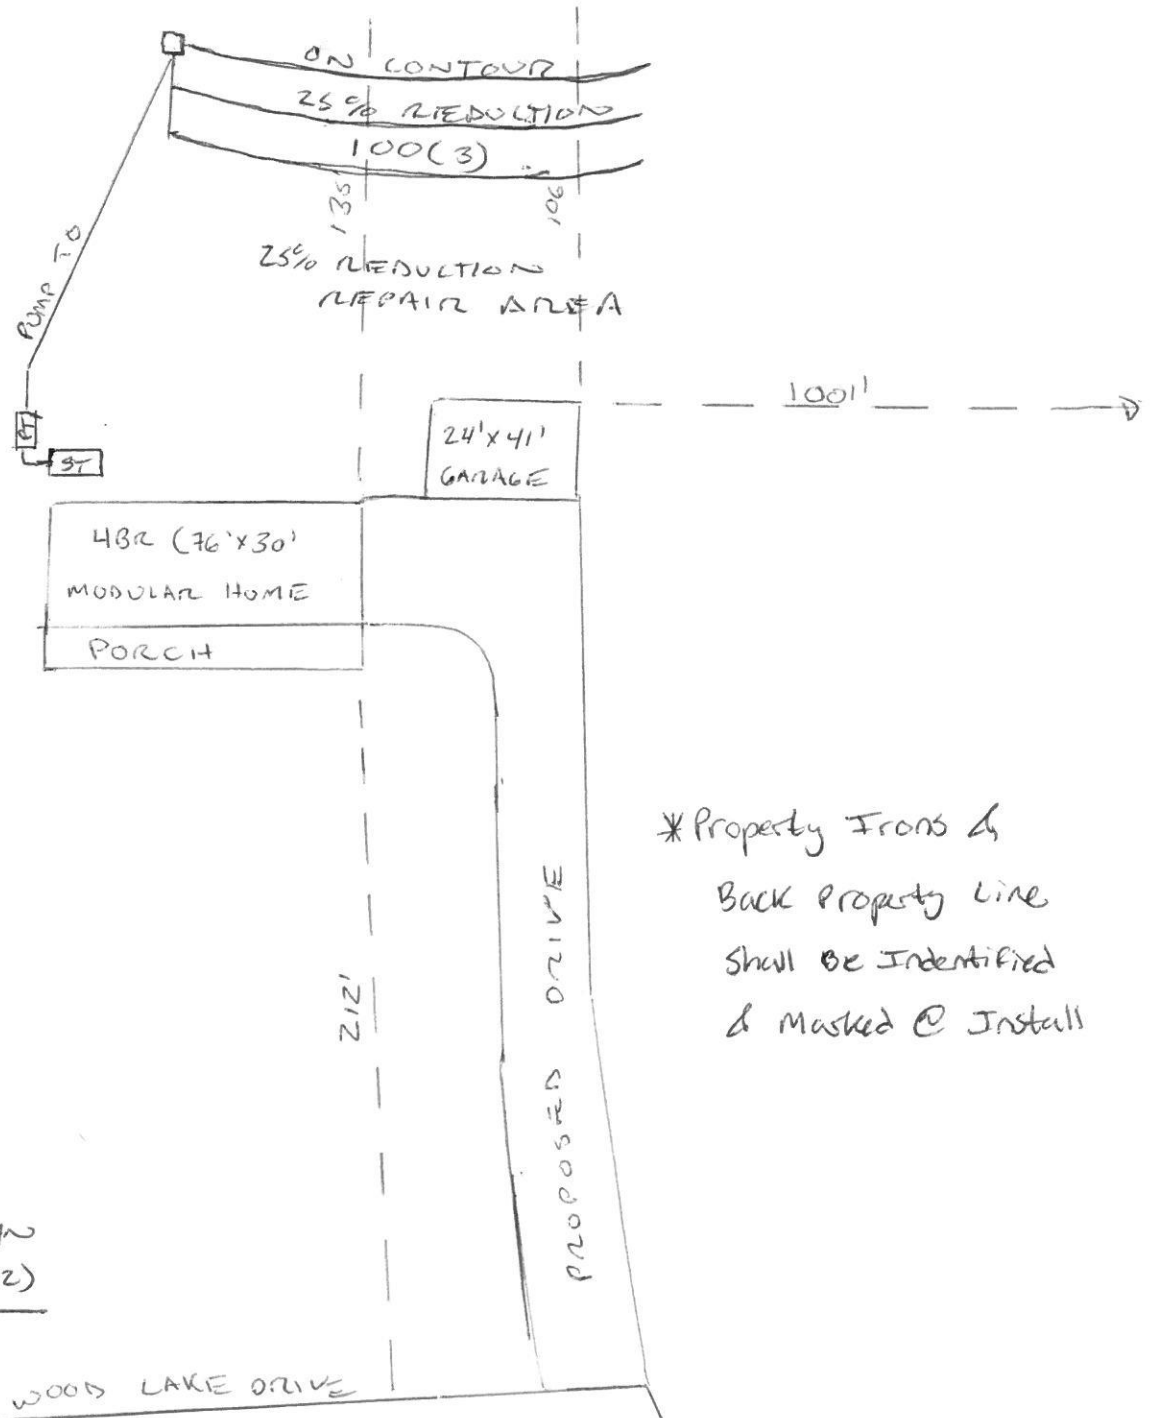 ON CONTOUR
25% REDUCTION
100(3)
135'
106'
25% REDUCTION
REPAIR AREA
PUMP TO
PT
ST
1001'
24'x41'
GARAGE
4BR (76'x30'
MODULAR HOME
PORCH
*Property Irons &
Back Property Line
Shall Be Indentified
& Marked @ Install
212'
PROPOSED DRIVE
2)
WOOD LAKE DRIVE